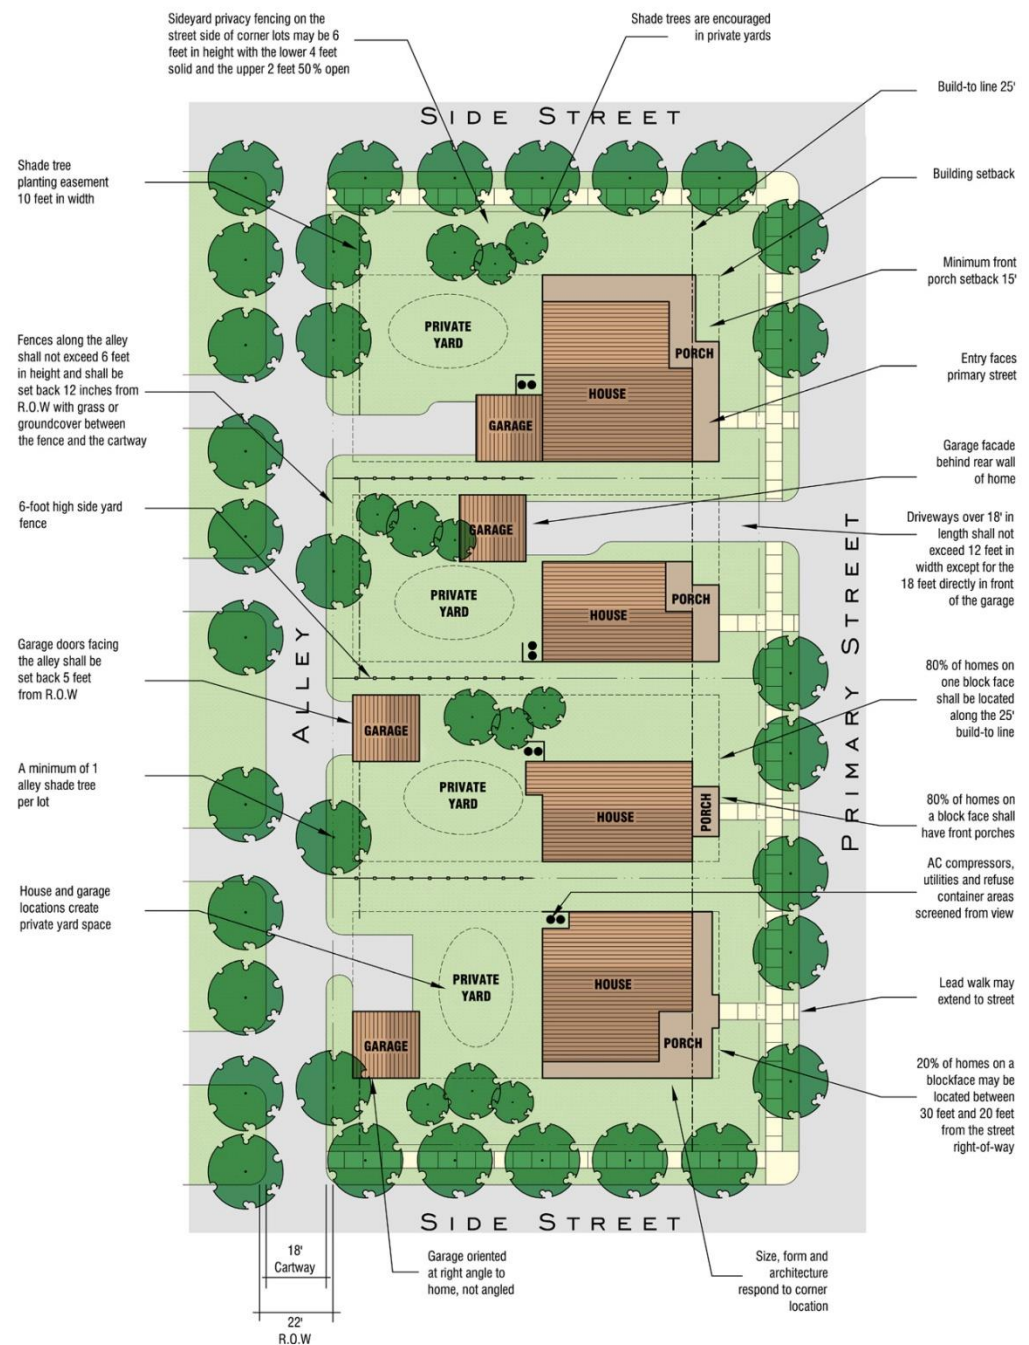 Sideyard privacy fencing on the
street side of corner lots may be 6
feet in height with the lower 4 feet
solid and the upper 2 feet 50% open
Shade trees are encouraged
in private yards
Build-to line 25'
SIDE STREET
Shade tree
planting easement
10 feet in width
Building setback
Minimum front
porch setback 15'
PRIVATE
YARD
PORCH
HOUSE
GARAGE
Fences along the alley
shall not exceed 6 feet
in height and shall be
set back 12 inches from
R.O.W with grass or
groundcover between
the fence and the cartway
Entry faces
primary street
Garage facade
behind rear wall
of home
6-foot high side yard
fence
GARAGE
Driveways over 18' in
length shall not
exceed 12 feet in
width except for the
18 feet directly in front
of the garage
PRIVATE
YARD
PORCH
HOUSE
ALLEY
PRIMARY STREET
Garage doors facing
the alley shall be
set back 5 feet
from R.O.W
80% of homes on
one block face
shall be located
along the 25'
build-to line
GARAGE
A minimum of 1
alley shade tree
per lot
PRIVATE
YARD
HOUSE
PORCH
80% of homes on
a block face shall
have front porches
AC compressors,
utilities and refuse
container areas
screened from view
House and garage
locations create
private yard space
PRIVATE
YARD
HOUSE
Lead walk may
extend to street
GARAGE
PORCH
20% of homes on a
blockface may be
located between
30 feet and 20 feet
from the street
right-of-way
SIDE STREET
18'
Cartway
22'
R.O.W
Garage oriented
at right angle to
home, not angled
Size, form and
architecture
respond to corner
location